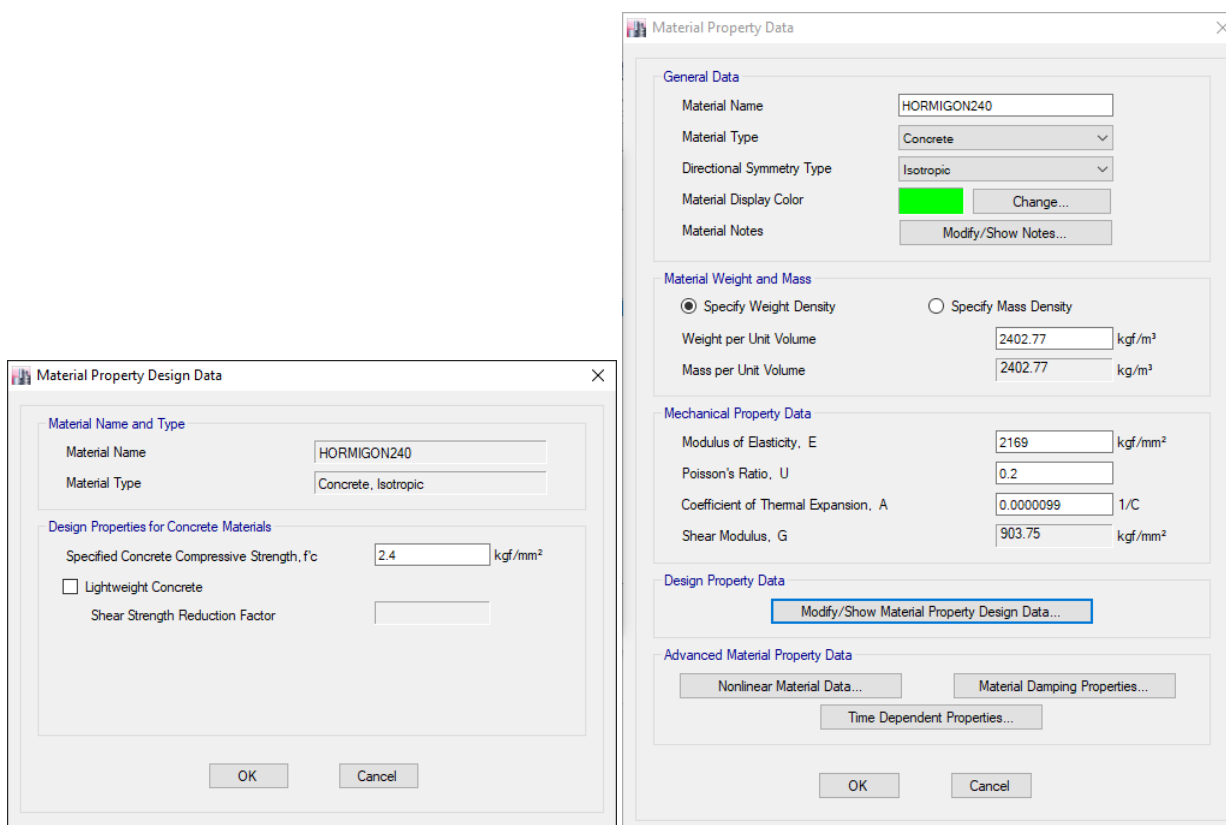 Material Property Design Data
Material Name and Type
Material Name HORMIGON240
Material Type Concrete, Isotropic
Design Properties for Concrete Materials
Specified Concrete Compressive Strength, f'c 2.4 kgf/mm²
Lightweight Concrete
Shear Strength Reduction Factor
OK Cancel
Material Property Data
General Data
Material Name HORMIGON240
Material Type Concrete
Directional Symmetry Type Isotropic
Material Display Color Change...
Material Notes Modify/Show Notes...
Material Weight and Mass
Specify Weight Density Specify Mass Density
Weight per Unit Volume 2402.77 kgf/m³
Mass per Unit Volume 2402.77 kg/m³
Mechanical Property Data
Modulus of Elasticity, E 2169 kgf/mm²
Poisson's Ratio, U 0.2
Coefficient of Thermal Expansion, A 0.0000099 1/C
Shear Modulus, G 903.75 kgf/mm²
Design Property Data
Modify/Show Material Property Design Data...
Advanced Material Property Data
Nonlinear Material Data... Material Damping Properties...
Time Dependent Properties...
OK Cancel